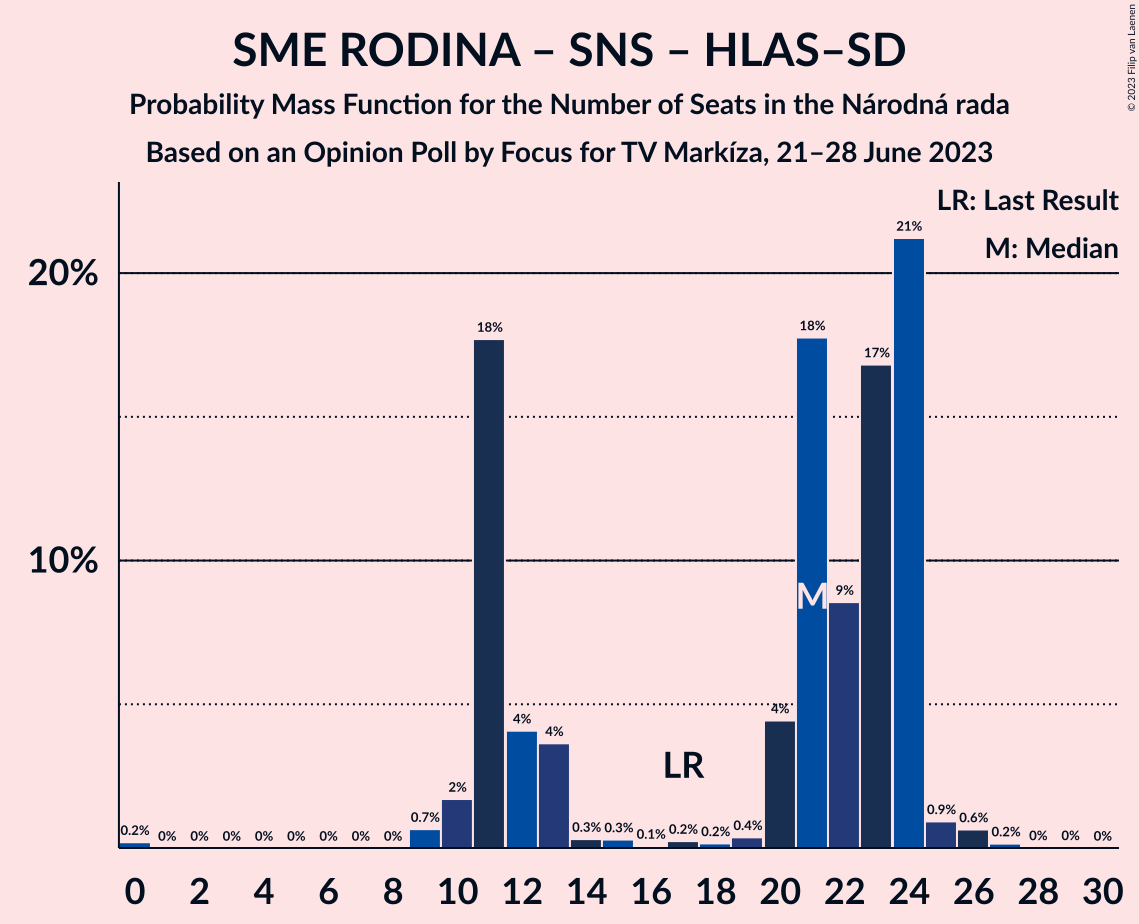 SME RODINA – SNS – HLAS–SD
Probability Mass Function for the Number of Seats in the Národná rada
Based on an Opinion Poll by Focus for TV Markíza, 21–28 June 2023
© 2023 Filip van Laenen
LR: Last Result
M: Median
20%
10%
0.2% 0% 0% 0% 0% 0% 0% 0% 0% 0.7% 2% 18% 4% 4% 0.3% 0.3% 0.1% 0.2% 0.2% 0.4% 4% 18% 9% 17% 21% 0.9% 0.6% 0.2% 0% 0% 0%
M
LR
0 2 4 6 8 10 12 14 16 18 20 22 24 26 28 30